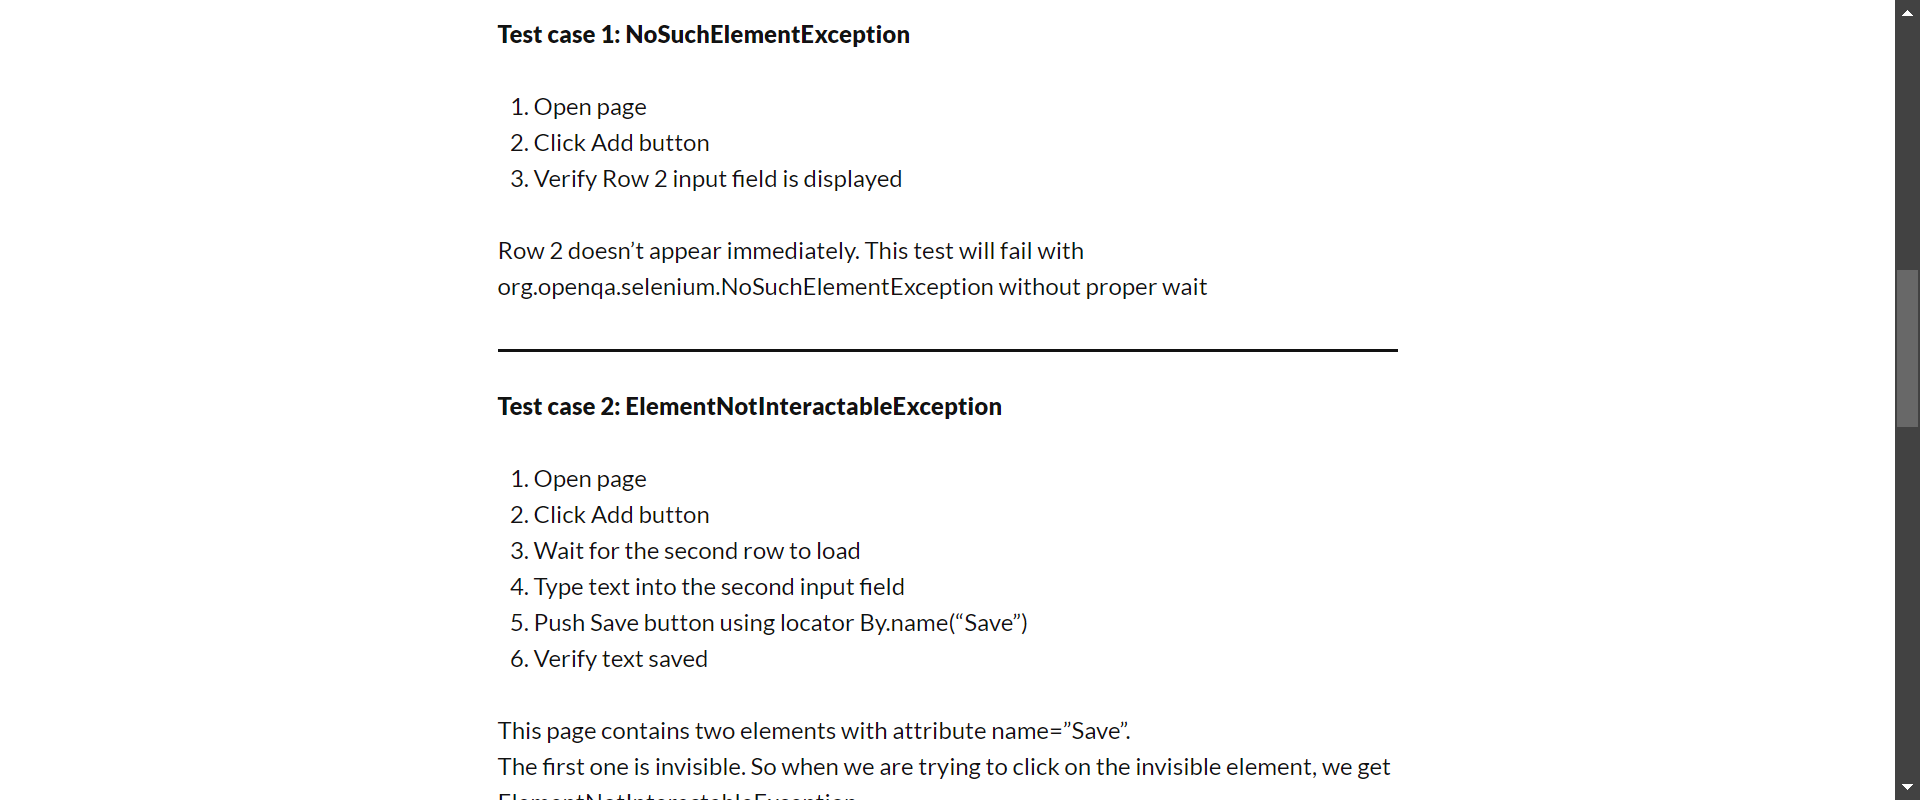 Test case 1: NoSuchElementException
1. Open page
2. Click Add button
3. Verify Row 2 input field is displayed
Row 2 doesn’t appear immediately. This test will fail with
org.openqa.selenium.NoSuchElementException without proper wait
Test case 2: ElementNotInteractableException
1. Open page
2. Click Add button
3. Wait for the second row to load
4. Type text into the second input field
5. Push Save button using locator By.name(“Save”)
6. Verify text saved
This page contains two elements with attribute name=”Save”.
The first one is invisible. So when we are trying to click on the invisible element, we get
ElementNotInteractableException